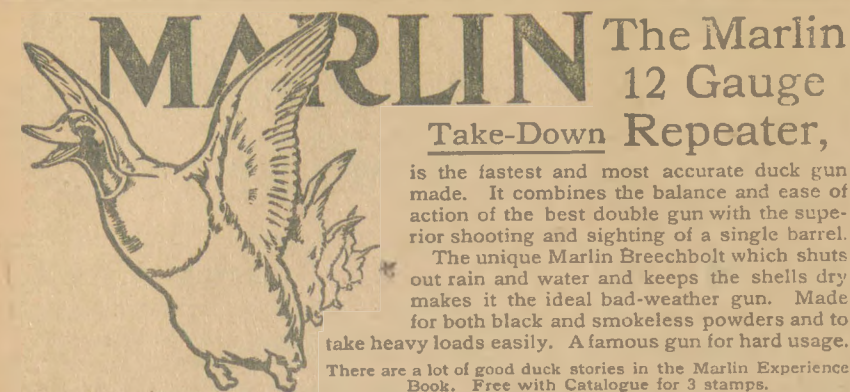 MARLIN
The Marlin
12 Gauge
Take-Down Repeater,
is the fastest and most accurate duck gun
made. It combines the balance and ease of
action of the best double gun with the supe-
rior shooting and sighting of a single barrel.
The unique Marlin Breechbolt which shuts
out rain and water and keeps the shells dry
makes it the ideal bad-weather gun. Made
for both black and smokeless powders and to
take heavy loads easily. A famous gun for hard usage.
There are a lot of good duck stories in the Marlin Experience
Book. Free with Catalogue for 3 stamps.